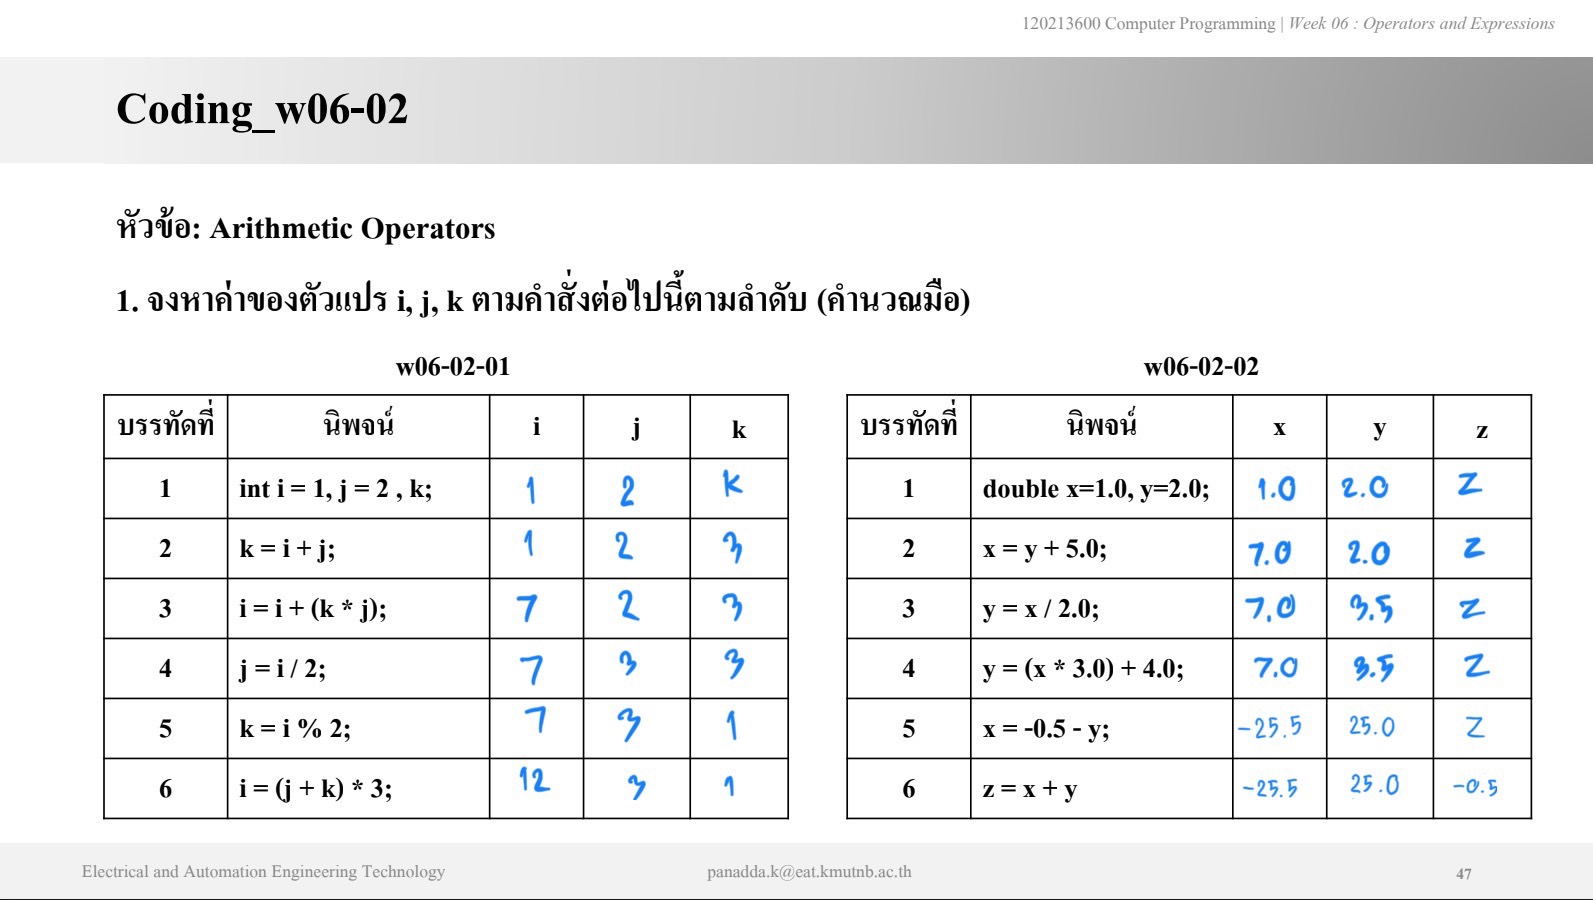 120213600 Computer Programming | Week 06 : Operators and Expressions
Coding_w06-02
หัวข้อ: Arithmetic Operators
1. จงหาค่าของตัวแปร i, j, k ตามคำสั่งต่อไปนี้ตามลำดับ (คำนวณมือ)
w06-02-01
บรรทัดที่ นิพจน์ i j k
1 int i = 1, j = 2 , k; 1 2 k
2 k = i + j; 1 2 3
3 i = i + (k * j); 7 2 3
4 j = i / 2; 7 3 3
5 k = i % 2; 7 3 1
6 i = (j + k) * 3; 12 3 1
w06-02-02
บรรทัดที่ นิพจน์ x y z
1 double x=1.0, y=2.0; 1.0 2.0 z
2 x = y + 5.0; 7.0 2.0 z
3 y = x / 2.0; 7.0 3.5 z
4 y = (x * 3.0) + 4.0; 7.0 3.5 z
5 x = -0.5 - y; -25.5 25.0 z
6 z = x + y -25.5 25.0 -0.5
Electrical and Automation Engineering Technology
panadda.k@eat.kmutnb.ac.th
47